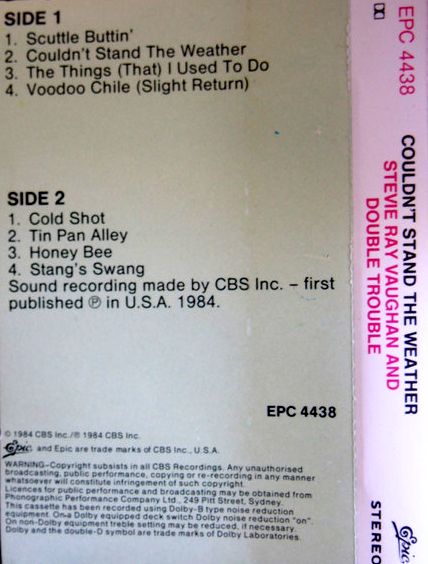 SIDE 1
1. Scuttle Buttin'
2. Couldn't Stand The Weather
3. The Things (That) I Used To Do
4. Voodoo Chile (Slight Return)
SIDE 2
1. Cold Shot
2. Tin Pan Alley
3. Honey Bee
4. Stang's Swang
Sound recording made by CBS Inc. – first
published ℗ in U.S.A. 1984.
EPC 4438
© 1984 CBS Inc./℗ 1984 CBS Inc.
Epic and Epic are trade marks of CBS Inc., U.S.A.
WARNING–Copyright subsists in all CBS Recordings. Any unauthorised
broadcasting, public performance, copying or re-recording in any manner
whatsoever will constitute infringement of such copyright.
Licences for public performance and broadcasting may be obtained from
Phonographic Performance Company Ltd., 249 Pitt Street, Sydney
This cassette has been recorded using Dolby-B type noise reduction
equipment. On a Dolby equipped deck switch Dolby noise reduction "on".
On non-Dolby equipment treble setting may be reduced, if necessary.
Dolby and the double-D symbol are trade marks of Dolby Laboratories.
EPC 4438
COULDN'T STAND THE WEATHER
STEVIE RAY VAUGHAN AND
DOUBLE TROUBLE
STEREO
Epic